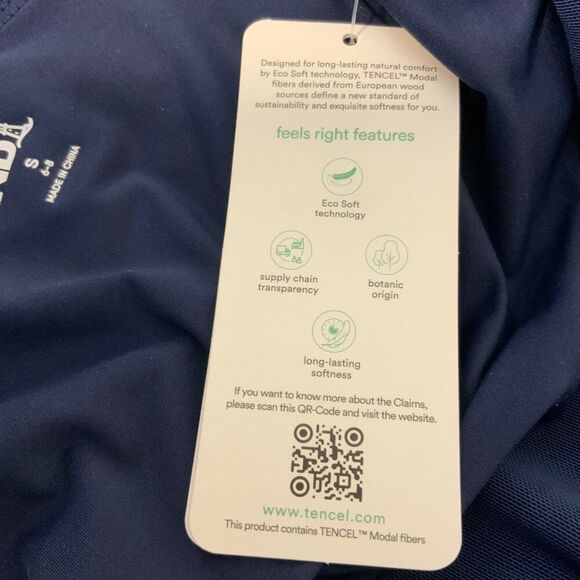 Designed for long-lasting natural comfort
by Eco Soft technology, TENCEL™ Modal
fibers derived from European wood
sources define a new standard of
sustainability and exquisite softness for you.
feels right features
Eco Soft
technology
supply chain
transparency
botanic
origin
long-lasting
softness
If you want to know more about the Claims,
please scan this QR-Code and visit the website.
www.tencel.com
This product contains TENCEL™ Modal fibers
S
6-8
MADE IN CHINA